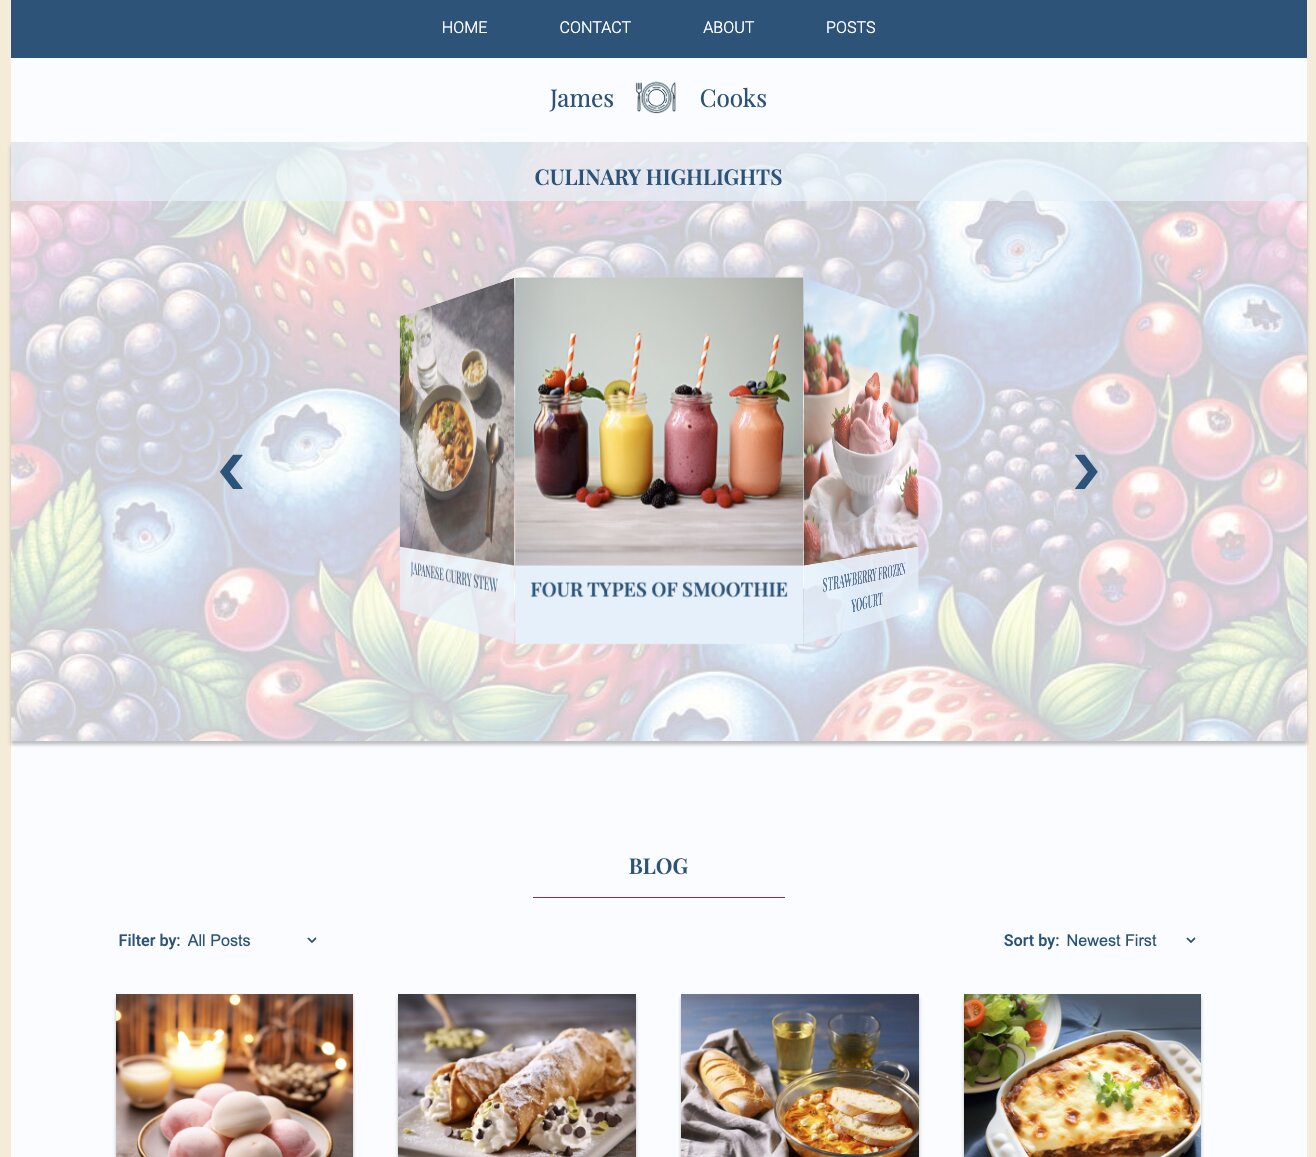 HOME CONTACT ABOUT POSTS
James Cooks
CULINARY HIGHLIGHTS
JAPANESE CURRY STEW
FOUR TYPES OF SMOOTHIE
STRAWBERRY FROZEN
YOGURT
BLOG
Filter by: All Posts
Sort by: Newest First